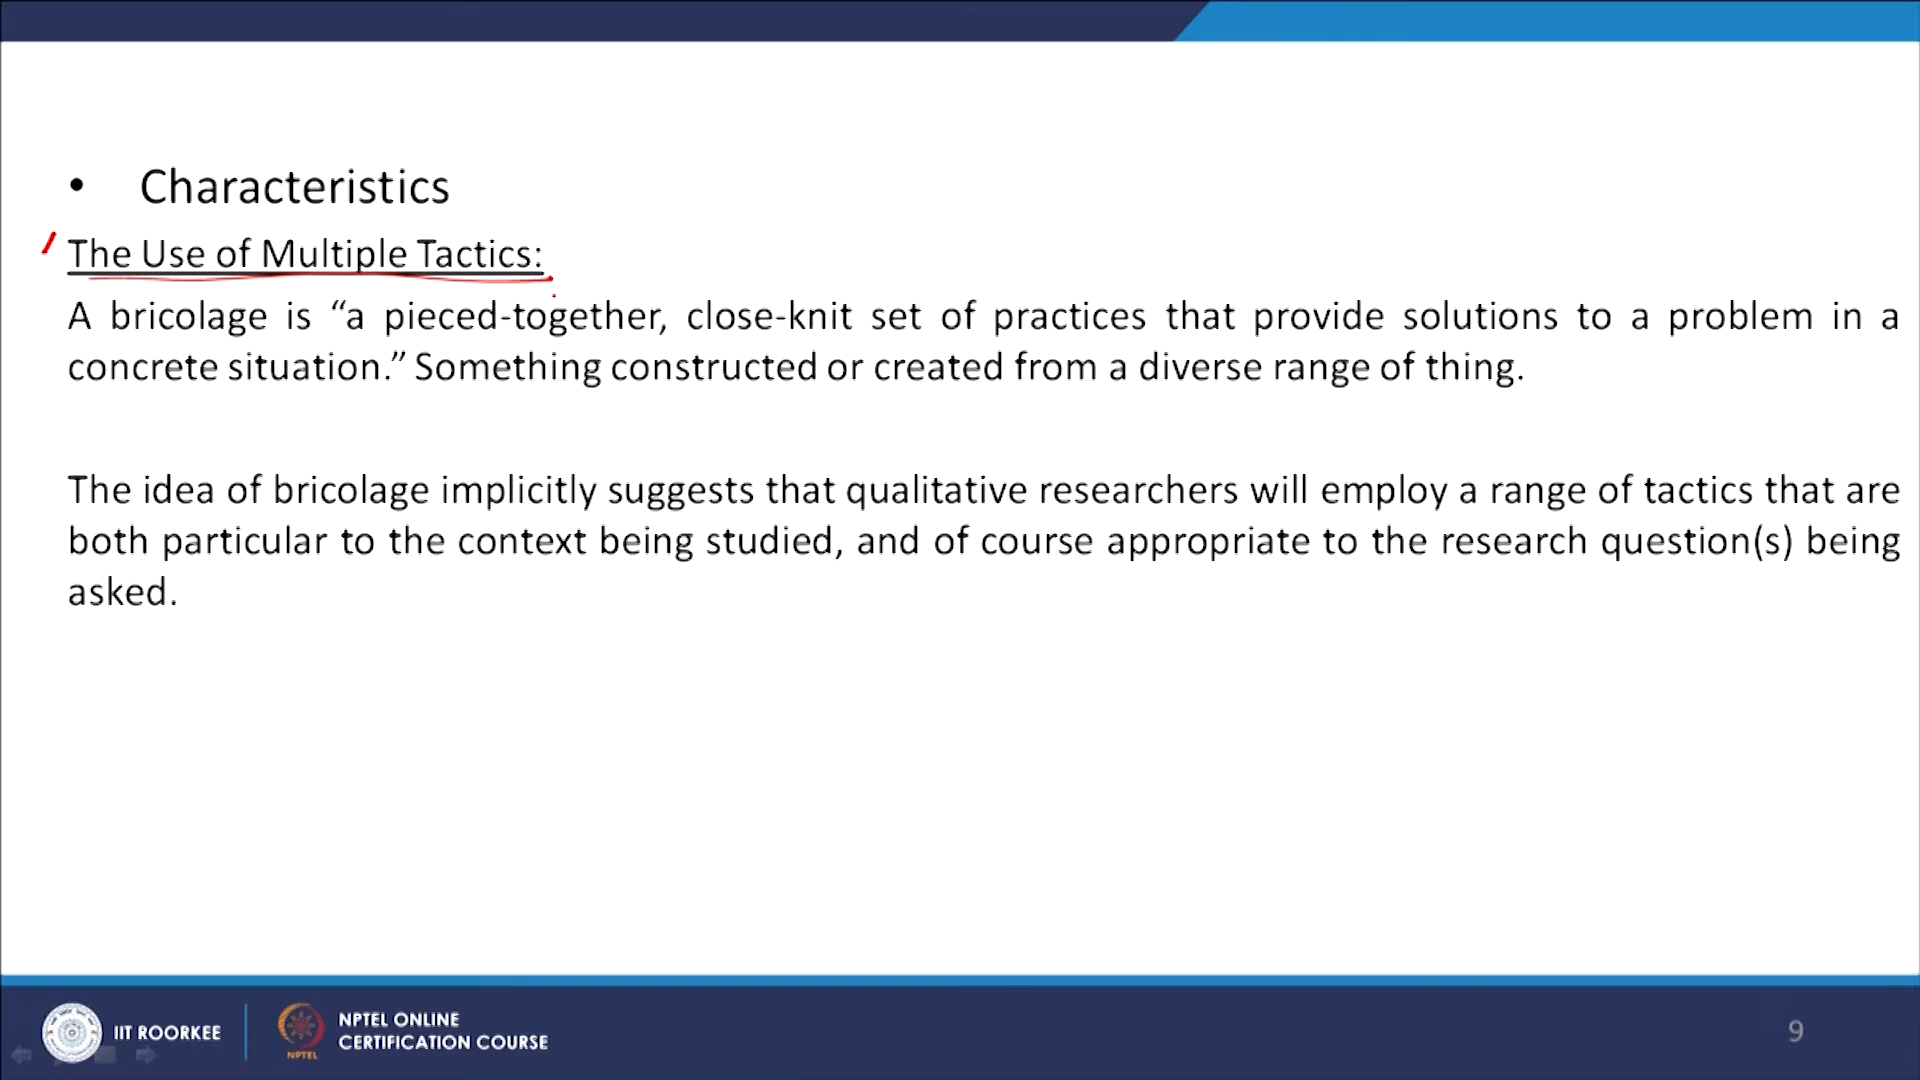 • Characteristics
The Use of Multiple Tactics:
A bricolage is “a pieced-together, close-knit set of practices that provide solutions to a problem in a
concrete situation.” Something constructed or created from a diverse range of thing.
The idea of bricolage implicitly suggests that qualitative researchers will employ a range of tactics that are
both particular to the context being studied, and of course appropriate to the research question(s) being
asked.
IIT ROORKEE
NPTEL
NPTEL ONLINE
CERTIFICATION COURSE
9